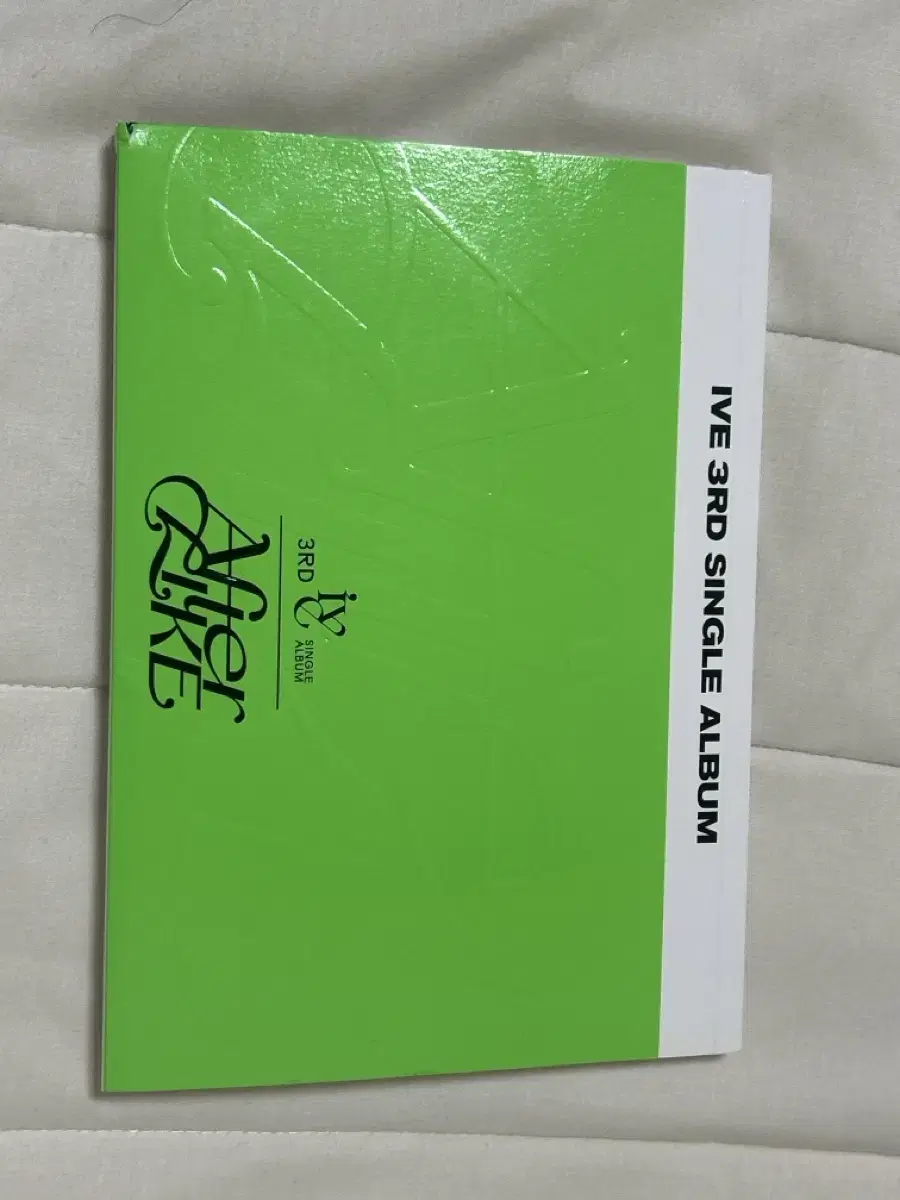 IVE 3RD SINGLE ALBUM
3RD IVE SINGLE
ALBUM
After
LIKE